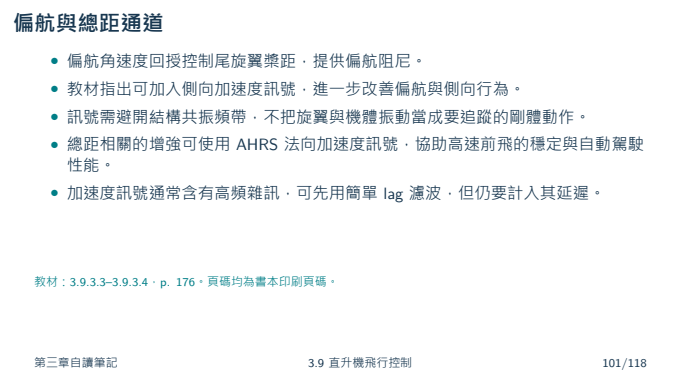 偏航與總距通道
• 偏航角速度回授控制尾旋翼槳距，提供偏航阻尼。
• 教材指出可加入側向加速度訊號，進一步改善偏航與側向行為。
• 訊號需避開結構共振頻帶，不把旋翼與機體振動當成要追蹤的剛體動作。
• 總距相關的增強可使用 AHRS 法向加速度訊號，協助高速前飛的穩定與自動駕駛
性能。
• 加速度訊號通常含有高頻雜訊，可先用簡單 lag 濾波，但仍要計入其延遲。
教材：3.9.3.3–3.9.3.4，p. 176。頁碼均為書本印刷頁碼。
第三章自讀筆記 3.9 直升機飛行控制 101/118